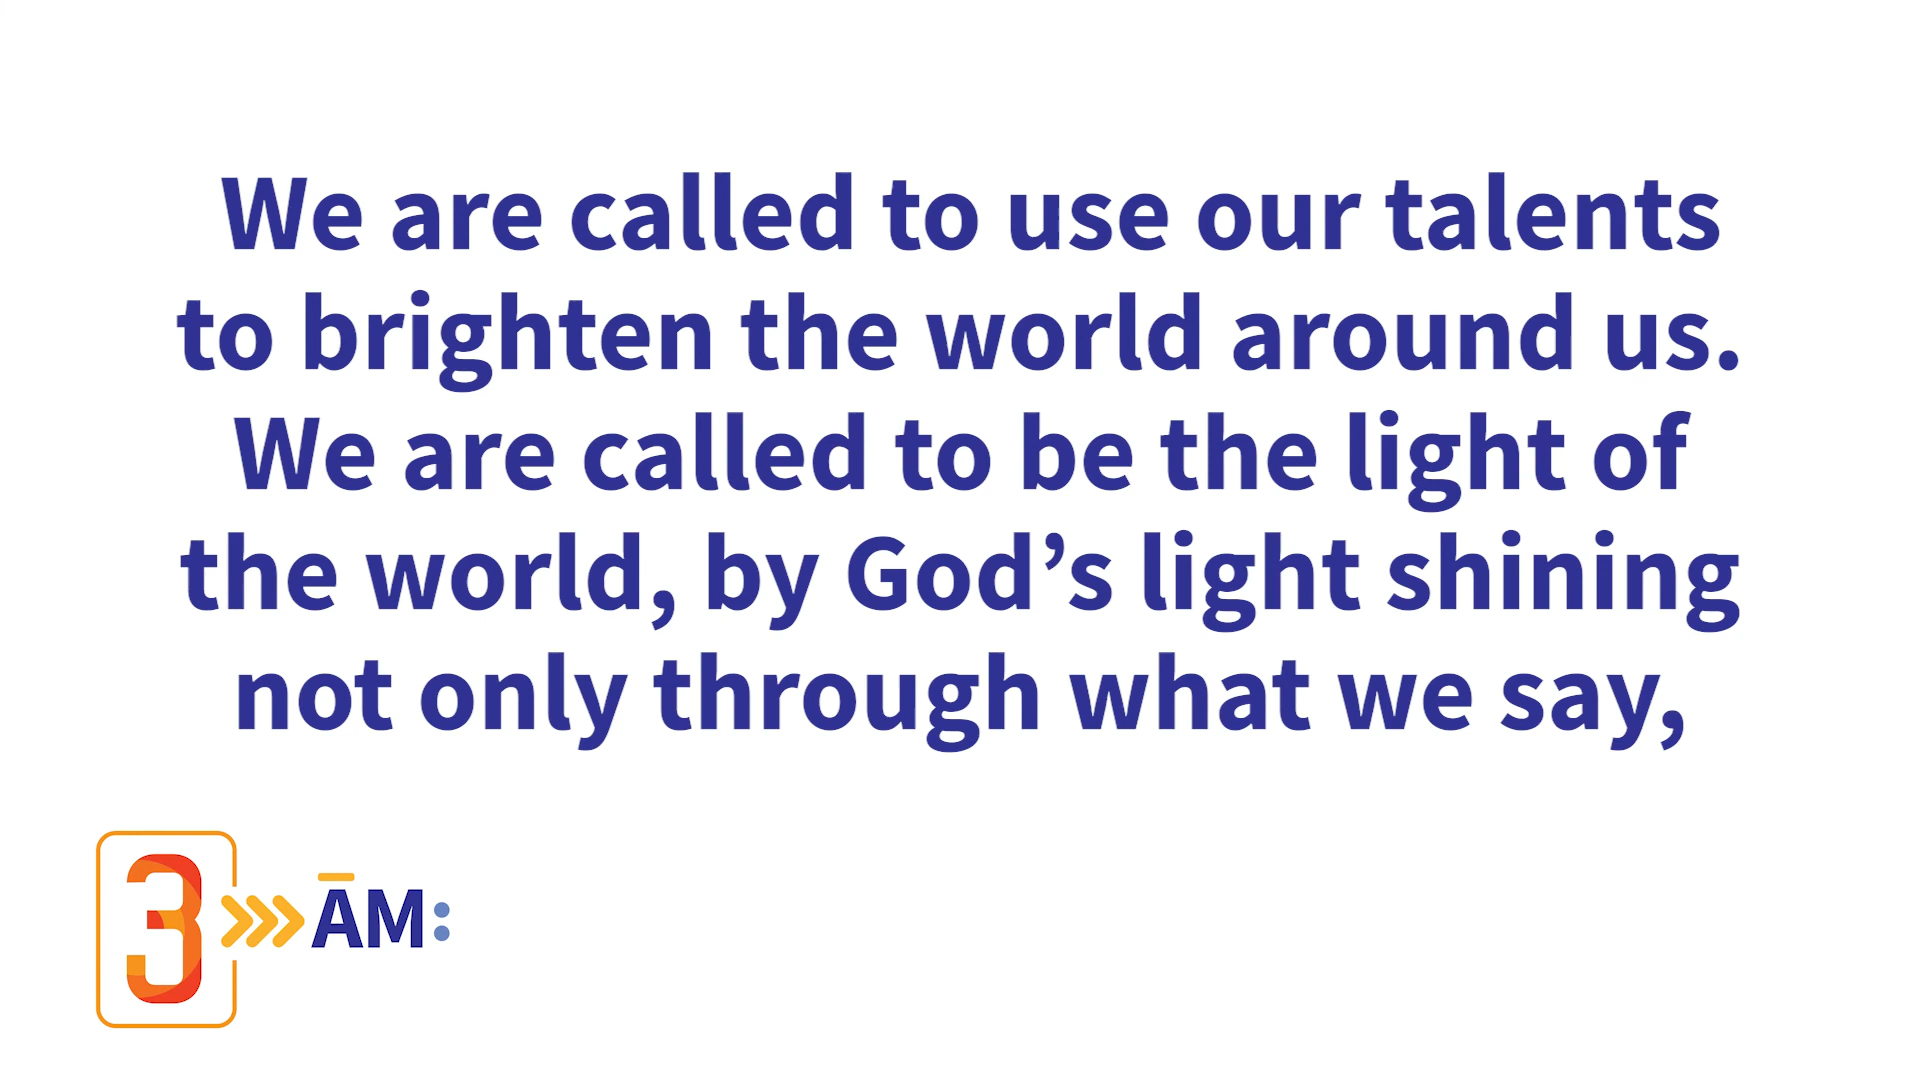 We are called to use our talents
to brighten the world around us.
We are called to be the light of
the world, by God’s light shining
not only through what we say,
3 ĀM: